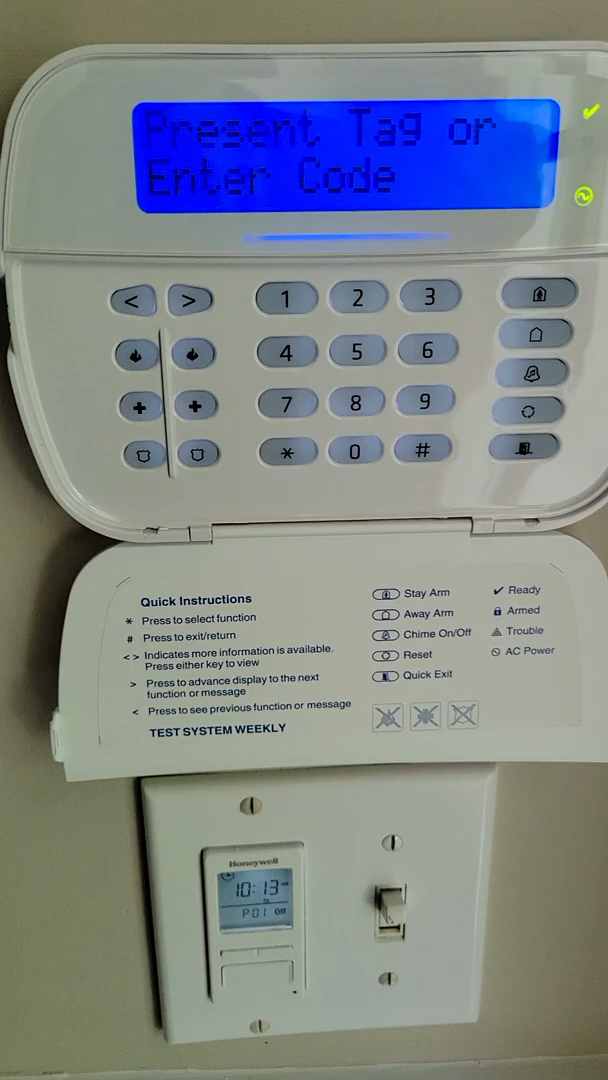 Present Tag or
Enter Code
< > 1 2 3
4 5 6
7 8 9
* 0 #
Quick Instructions
* Press to select function
# Press to exit/return
< > Indicates more information is available.
Press either key to view
> Press to advance display to the next
function or message
< Press to see previous function or message
TEST SYSTEM WEEKLY
Stay Arm
Away Arm
Chime On/Off
Reset
Quick Exit
Ready
Armed
Trouble
AC Power
Honeywell
10:13
P01